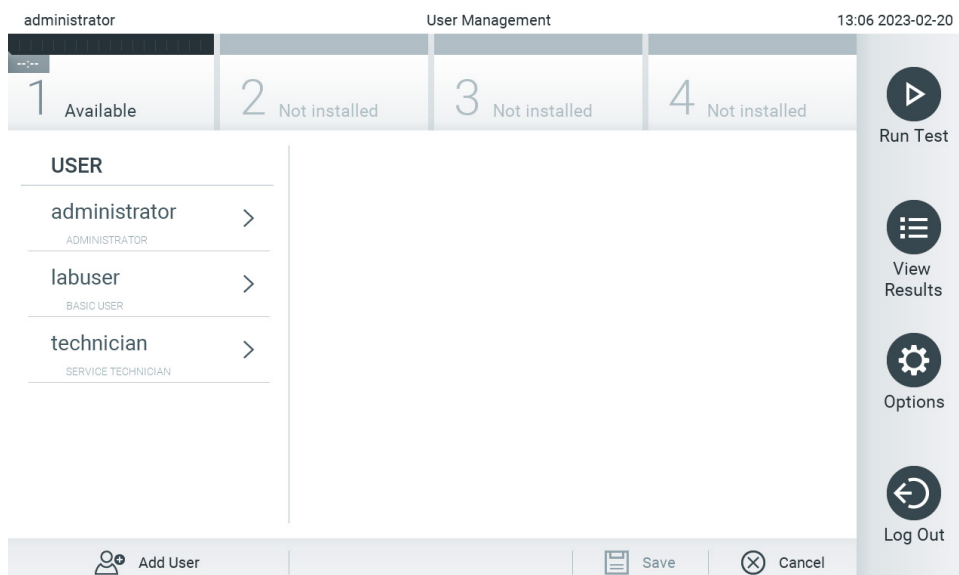 administrator User Management 13:06 2023-02-20
--:--
1 Available 2 Not installed 3 Not installed 4 Not installed
Run Test
USER
administrator
ADMINISTRATOR
labuser
BASIC USER
technician
SERVICE TECHNICIAN
View
Results
Options
Log Out
Add User Save Cancel